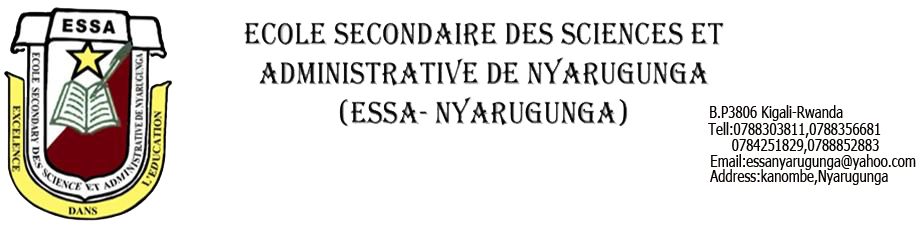 ESSA
ECOLE SECONDARY DES SCIENCE ET ADMINISTRATIVE DE NYARUGUNGA
EXCELENCE DANS L'EDUCATION
ECOLE SECONDAIRE DES SCIENCES ET
ADMINISTRATIVE DE NYARUGUNGA
(ESSA- NYARUGUNGA)
B.P3806 Kigali-Rwanda
Tell:0788303811,0788356681
0784251829,0788852883
Email:essanyarugunga@yahoo.com
Address:kanombe,Nyarugunga